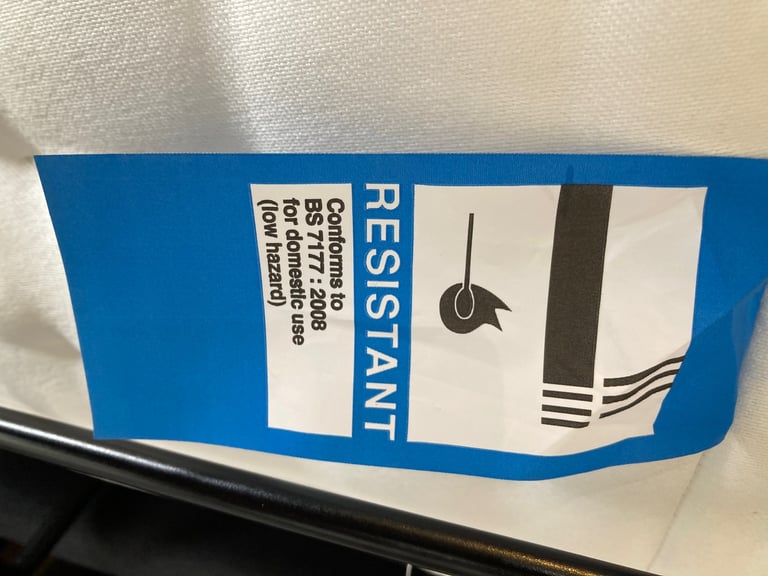 RESISTANT
Conforms to
BS 7177 : 2008
for domestic use
(low hazard)